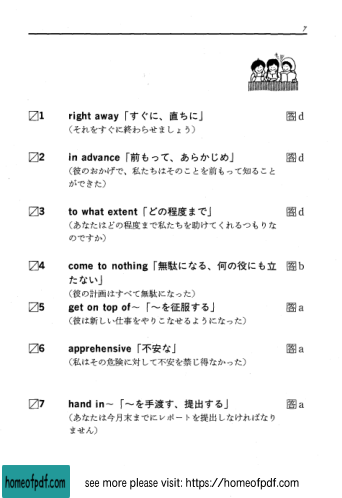 7
1 right away「すぐに、直ちに」 答 d
(それをすぐに終わらせましょう)
2 in advance「前もって、あらかじめ」 答 d
(彼のおかげで、私たちはそのことを前もって知ること
ができた)
3 to what extent「どの程度まで」 答 d
(あなたはどの程度まで私たちを助けてくれるつもりな
のですか)
4 come to nothing「無駄になる、何の役にも立 答 b
たない」
(彼の計画はすべて無駄になった)
5 get on top of~「~を征服する」 答 a
(彼は新しい仕事をやりこなせるようになった)
6 apprehensive「不安な」 答 a
(私はその危険に対して不安を禁じ得なかった)
7 hand in~「~を手渡す、提出する」 答 a
(あなたは今月末までにレポートを提出しなければなり
ません)
homeofpdf.com see more please visit: https://homeofpdf.com